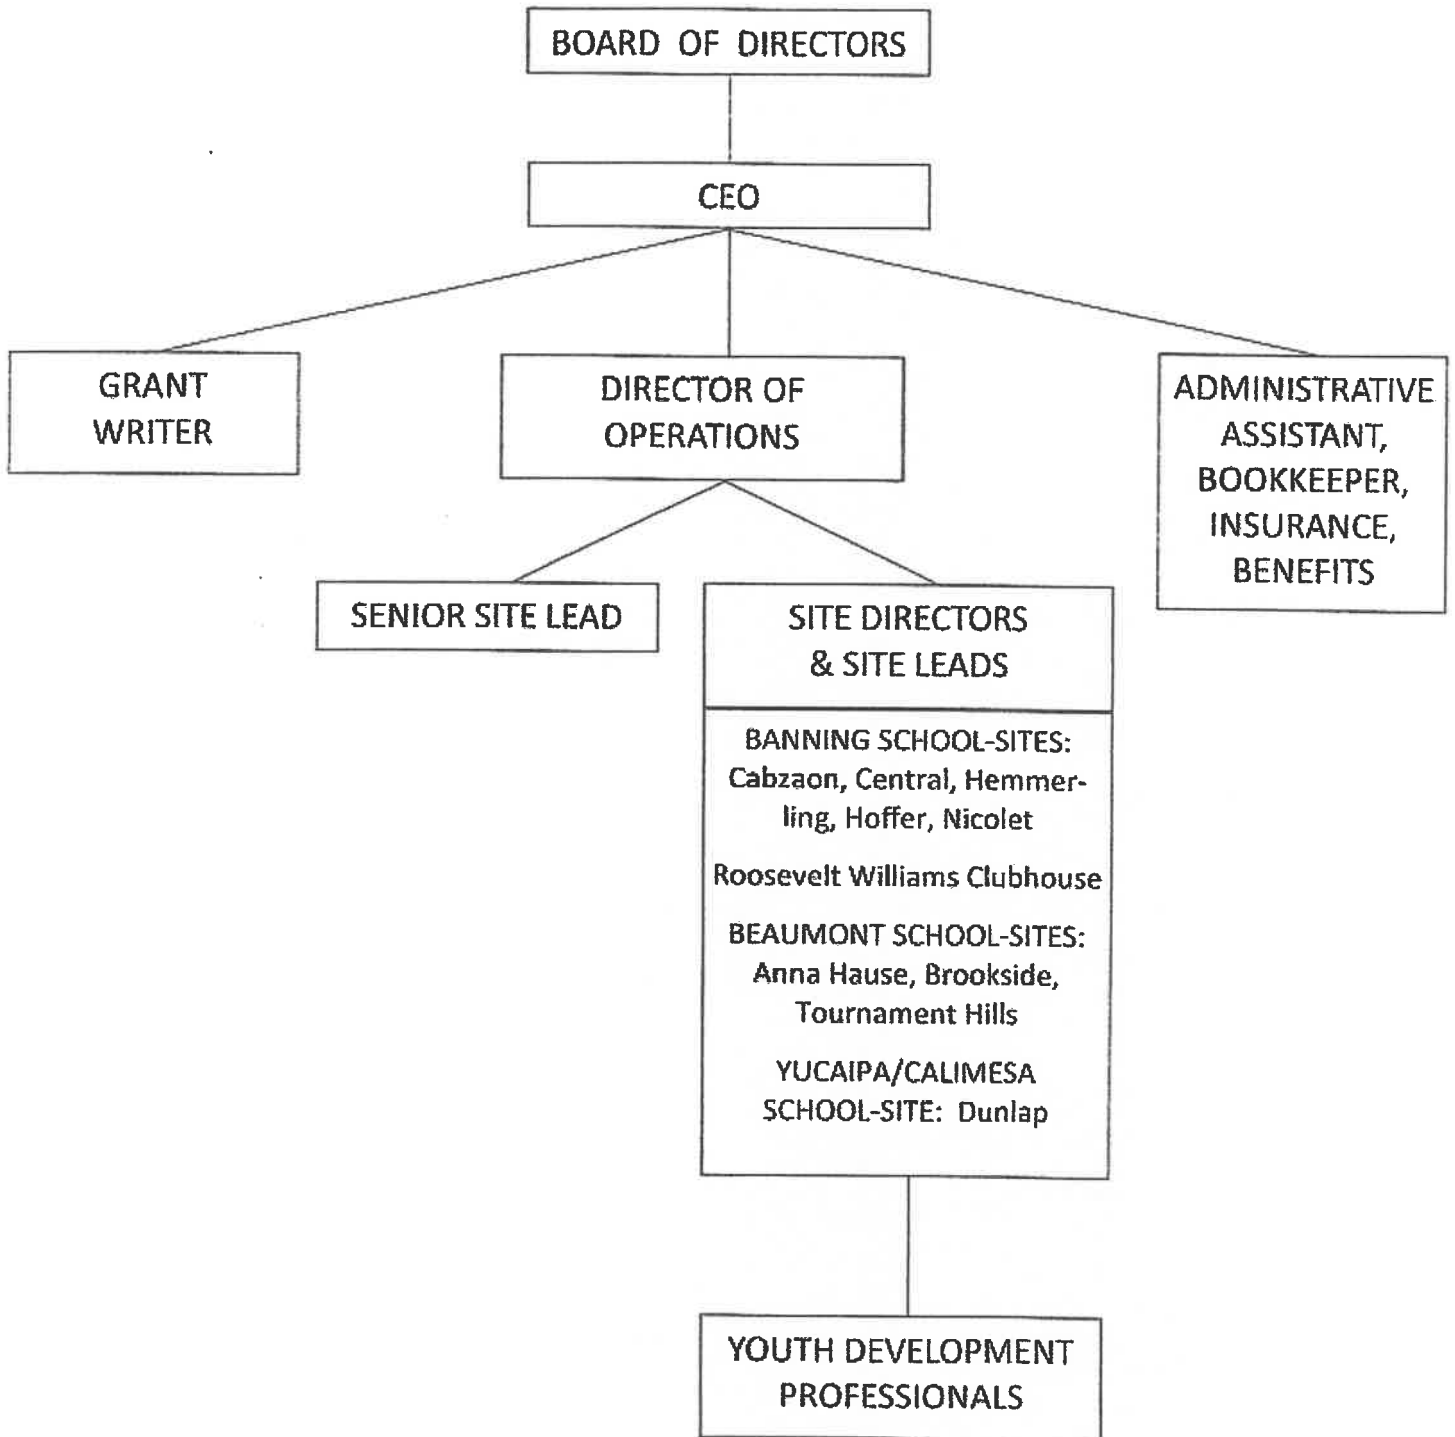 BOARD OF DIRECTORS
CEO
GRANT
WRITER
DIRECTOR OF
OPERATIONS
ADMINISTRATIVE
ASSISTANT,
BOOKKEEPER,
INSURANCE,
BENEFITS
SENIOR SITE LEAD
SITE DIRECTORS
& SITE LEADS
BANNING SCHOOL-SITES:
Cabzaon, Central, Hemmer-
ling, Hoffer, Nicolet
Roosevelt Williams Clubhouse
BEAUMONT SCHOOL-SITES:
Anna Hause, Brookside,
Tournament Hills
YUCAIPA/CALIMESA
SCHOOL-SITE: Dunlap
YOUTH DEVELOPMENT
PROFESSIONALS